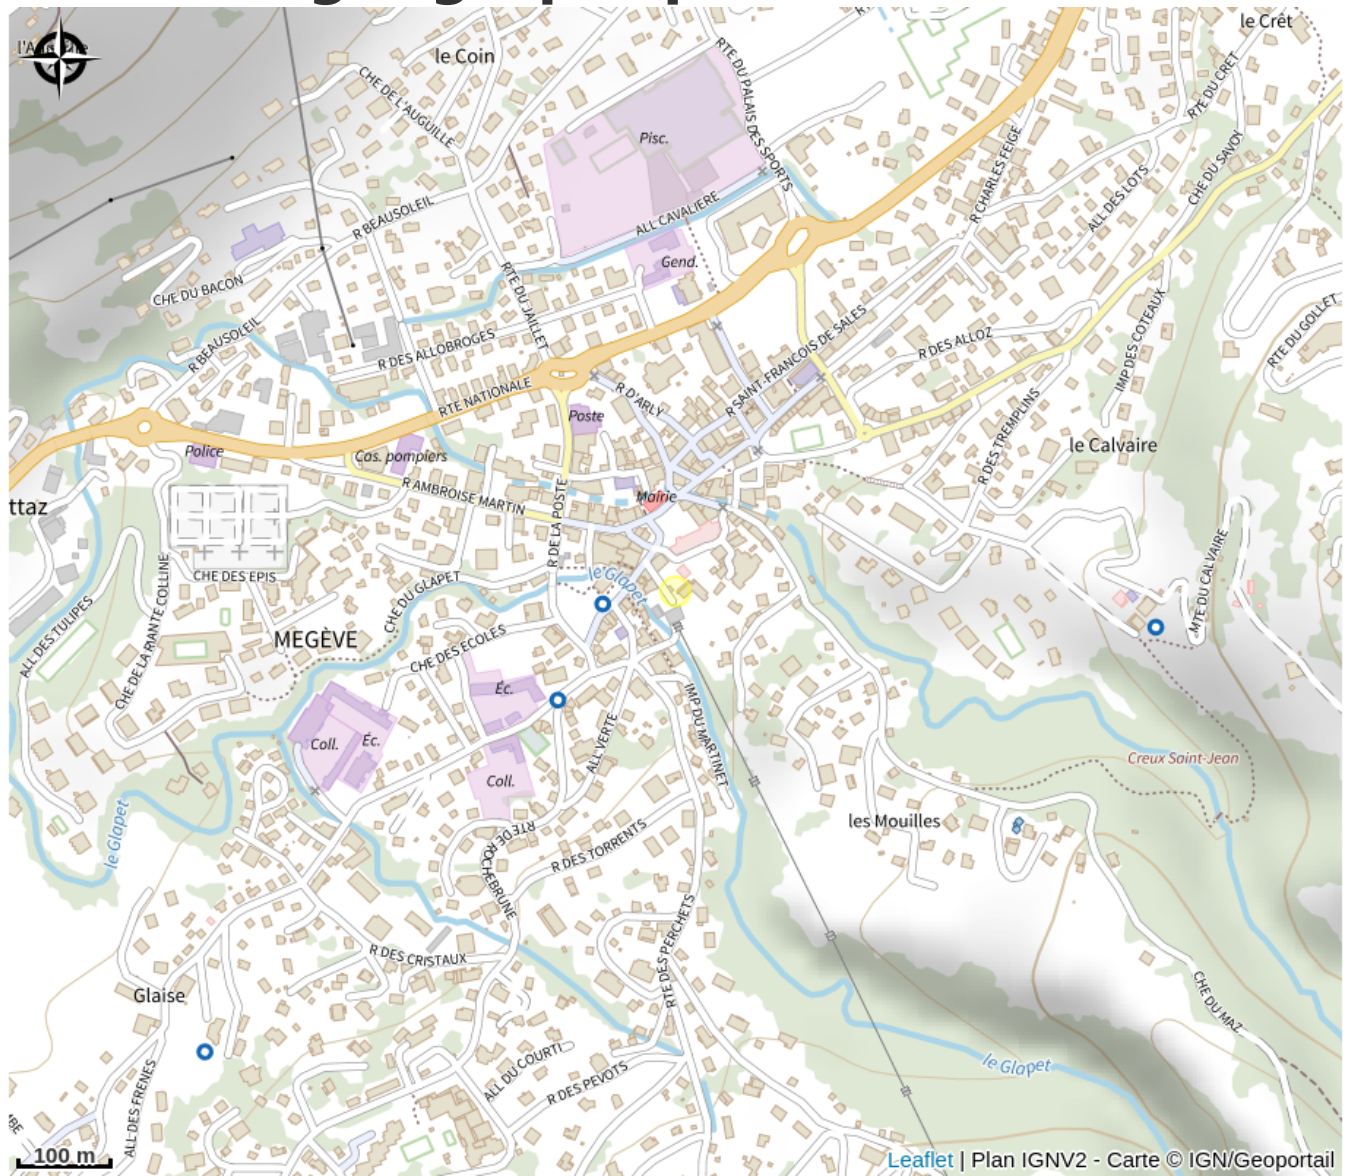 l'A
le Coin
le Crêt
CHE DE L'AUGUILLE
RTE DU PALAIS DES SPORTS
RTE DU CRET
Pisc.
R CHARLES FEIGE
CHE DU SAVOY
ALL DES LOTS
R BEAUSOLEIL
ALL CAVALIERE
Gend.
CHE DU BACON
RTE DU JAILLET
R BEAUSOLEIL
R DES ALLOBROGES
R SAINT-FRANCOIS DE SALES
R DES ALLOZ
IMP DES COTEAUX
RTE DU GOLLET
RTE NATIONALE
R D'ARLY
Poste
R DES TREMPLINS
le Calvaire
Police
Cas. pompiers
R AMBROISE MARTIN
Mairie
ttaz
R DE LA POSTE
CHE DES EPIS
CHE DU GLAPET
le Glapet
MTE DU CALVAIRE
ALL DES TULIPES
CHE DE LA RIANTE COLLINE
MEGÈVE
CHE DES ECOLES
Éc.
IMP DU MARTINET
Coll.
Éc.
ALL VERTE
Creux Saint-Jean
Coll.
le Glapet
les Mouilles
RTE DE ROCHEBRUNE
R DES TORRENTS
RTE DES PERCHETS
R DES CRISTAUX
Glaise
CHE DU MAZ
ALL DU COURTI
le Glapet
R DES PEVOTS
ALL DES FRENES
MBE
100 m
Leaflet | Plan IGNV2 - Carte © IGN/Geoportail